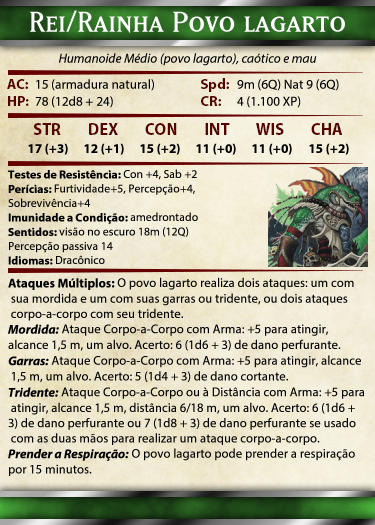 Rei/Rainha Povo lagarto
Humanoide Médio (povo lagarto), caótico e mau
AC: 15 (armadura natural) Spd: 9m (6Q) Nat 9 (6Q)
HP: 78 (12d8 + 24) CR: 4 (1.100 XP)
STR DEX CON INT WIS CHA
17 (+3) 12 (+1) 15 (+2) 11 (+0) 11 (+0) 15 (+2)
Testes de Resistência: Con +4, Sab +2
Perícias: Furtividade+5, Percepção+4,
Sobrevivência+4
Imunidade a Condição: amedrontado
Sentidos: visão no escuro 18m (12Q)
Percepção passiva 14
Idiomas: Dracônico
Ataques Múltiplos: O povo lagarto realiza dois ataques: um com
sua mordida e um com suas garras ou tridente, ou dois ataques
corpo-a-corpo com seu tridente.
Mordida: Ataque Corpo-a-Corpo com Arma: +5 para atingir,
alcance 1,5 m, um alvo. Acerto: 6 (1d6 + 3) de dano perfurante.
Garras: Ataque Corpo-a-Corpo com Arma: +5 para atingir, alcance
1,5 m, um alvo. Acerto: 5 (1d4 + 3) de dano cortante.
Tridente: Ataque Corpo-a-Corpo ou à Distância com Arma: +5 para
atingir, alcance 1,5 m, distância 6/18 m, um alvo. Acerto: 6 (1d6 +
3) de dano perfurante ou 7 (1d8 + 3) de dano perfurante se usado
com as duas mãos para realizar um ataque corpo-a-corpo.
Prender a Respiração: O povo lagarto pode prender a respiração
por 15 minutos.